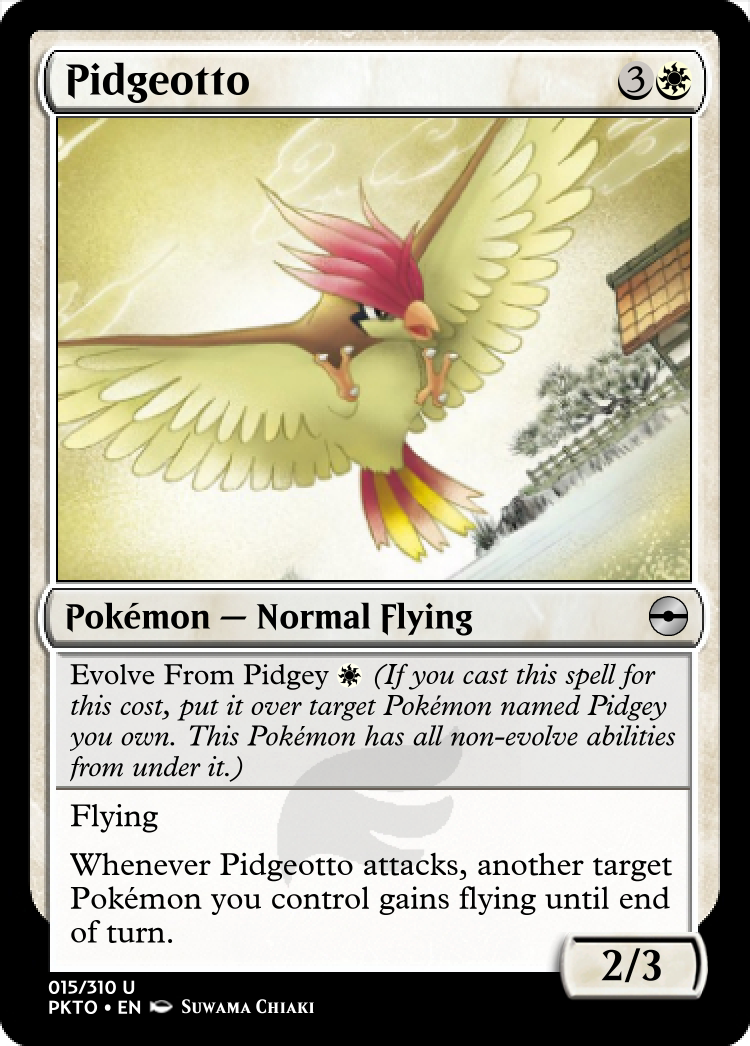 Pidgeotto 3
Pokémon — Normal Flying
Evolve From Pidgey (If you cast this spell for
this cost, put it over target Pokémon named Pidgey
you own. This Pokémon has all non-evolve abilities
from under it.)
Flying
Whenever Pidgeotto attacks, another target
Pokémon you control gains flying until end
of turn.
2/3
015/310 U
PKTO • EN SUWAMA CHIAKI